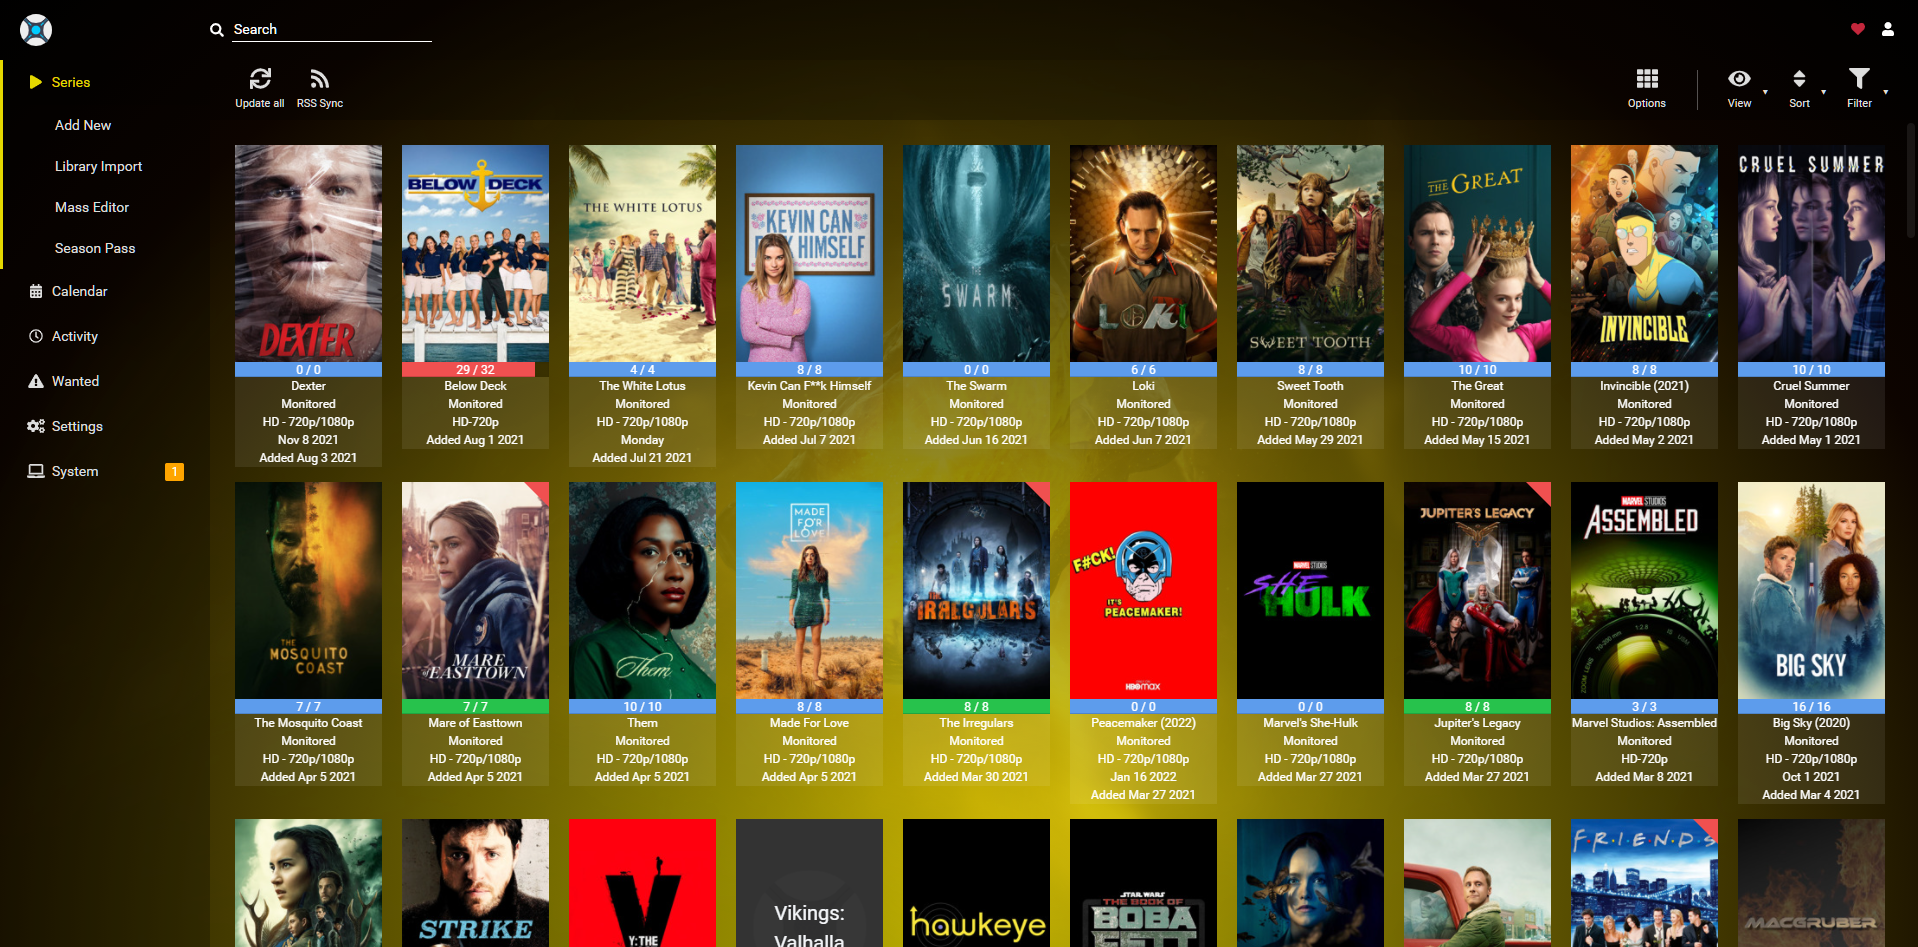 Search
Series
Add New
Library Import
Mass Editor
Season Pass
Calendar
Activity
Wanted
Settings
System
1
Update all
RSS Sync
Options
View
Sort
Filter
DEXTER
0 / 0
Dexter
Monitored
HD - 720p/1080p
Nov 8 2021
Added Aug 3 2021
BELOW DECK
29 / 32
Below Deck
Monitored
HD-720p
Added Aug 1 2021
THE WHITE LOTUS
4 / 4
The White Lotus
Monitored
HD - 720p/1080p
Monday
Added Jul 21 2021
KEVIN CAN
HIMSELF
8 / 8
Kevin Can F**k Himself
Monitored
HD - 720p/1080p
Added Jul 7 2021
SWARM
0 / 0
The Swarm
Monitored
HD - 720p/1080p
Added Jun 16 2021
LOKI
6 / 6
Loki
Monitored
HD - 720p/1080p
Added Jun 7 2021
SWEET TOOTH
8 / 8
Sweet Tooth
Monitored
HD - 720p/1080p
Added May 29 2021
THE GREAT
10 / 10
The Great
Monitored
HD - 720p/1080p
Added May 15 2021
INVINCIBLE
8 / 8
Invincible (2021)
Monitored
HD - 720p/1080p
Added May 2 2021
CRUEL SUMMER
10 / 10
Cruel Summer
Monitored
HD - 720p/1080p
Added May 1 2021
THE
MOSQUITO
COAST
7 / 7
The Mosquito Coast
Monitored
HD - 720p/1080p
Added Apr 5 2021
MARE
of EASTTOWN
7 / 7
Mare of Easttown
Monitored
HD - 720p/1080p
Added Apr 5 2021
Them
10 / 10
Them
Monitored
HD - 720p/1080p
Added Apr 5 2021
MADE
FOR
LOVE
8 / 8
Made For Love
Monitored
HD - 720p/1080p
Added Apr 5 2021
THE
IRREGULARS
8 / 8
The Irregulars
Monitored
HD - 720p/1080p
Added Mar 30 2021
F#CK!
IT'S
PEACEMAKER!
HBOmax
0 / 0
Peacemaker (2022)
Monitored
HD - 720p/1080p
Jan 16 2022
Added Mar 27 2021
MARVEL STUDIOS
SHE
HULK
0 / 0
Marvel's She-Hulk
Monitored
HD - 720p/1080p
Added Mar 27 2021
JUPITER'S LEGACY
8 / 8
Jupiter's Legacy
Monitored
HD - 720p/1080p
Added Mar 27 2021
MARVEL STUDIOS
ASSEMBLED
3 / 3
Marvel Studios: Assembled
Monitored
HD-720p
Added Mar 8 2021
BIG SKY
16 / 16
Big Sky (2020)
Monitored
HD - 720p/1080p
Oct 1 2021
Added Mar 4 2021
STRIKE
Y
Y: THE
Vikings:
Valhalla
hawkeye
STAR WARS
THE BOOK OF
BOBA
FETT
F·R·I·E·N·D·S
MACGRUBER